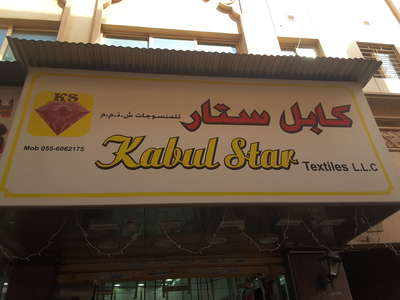 KS
كابل ستار للمنسوجات ش.ذ.م.م
Mob 055-6062175
Kabul Star Textiles L.L.C